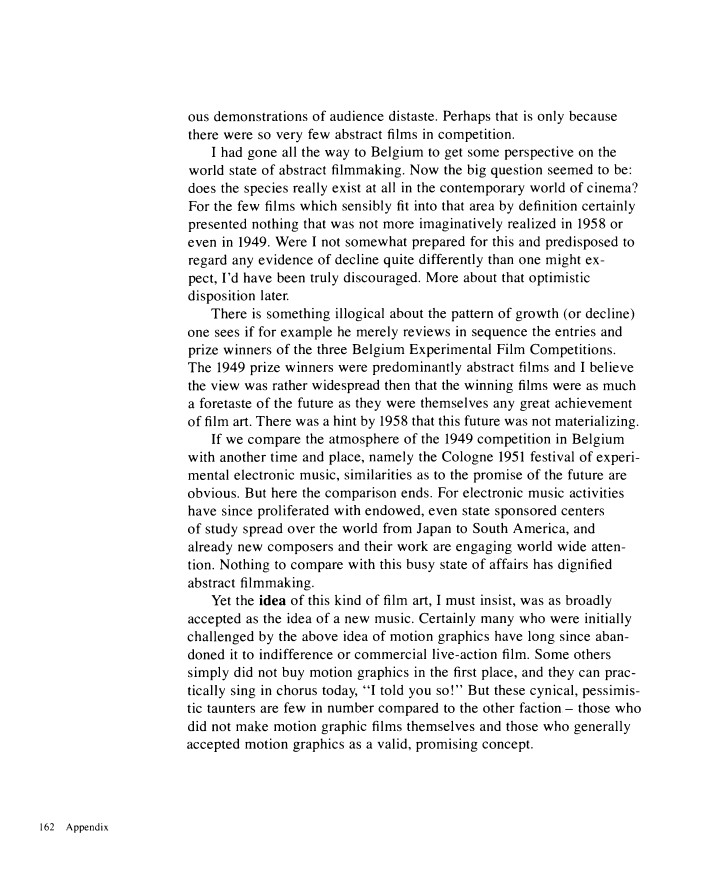 ous demonstrations of audience distaste. Perhaps that is only because
there were so very few abstract films in competition.
I had gone all the way to Belgium to get some perspective on the
world state of abstract filmmaking. Now the big question seemed to be:
does the species really exist at all in the contemporary world of cinema?
For the few films which sensibly fit into that area by definition certainly
presented nothing that was not more imaginatively realized in 1958 or
even in 1949. Were I not somewhat prepared for this and predisposed to
regard any evidence of decline quite differently than one might ex-
pect, I'd have been truly discouraged. More about that optimistic
disposition later.
There is something illogical about the pattern of growth (or decline)
one sees if for example he merely reviews in sequence the entries and
prize winners of the three Belgium Experimental Film Competitions.
The 1949 prize winners were predominantly abstract films and I believe
the view was rather widespread then that the winning films were as much
a foretaste of the future as they were themselves any great achievement
of film art. There was a hint by 1958 that this future was not materializing.
If we compare the atmosphere of the 1949 competition in Belgium
with another time and place, namely the Cologne 1951 festival of experi-
mental electronic music, similarities as to the promise of the future are
obvious. But here the comparison ends. For electronic music activities
have since proliferated with endowed, even state sponsored centers
of study spread over the world from Japan to South America, and
already new composers and their work are engaging world wide atten-
tion. Nothing to compare with this busy state of affairs has dignified
abstract filmmaking.
Yet the idea of this kind of film art, I must insist, was as broadly
accepted as the idea of a new music. Certainly many who were initially
challenged by the above idea of motion graphics have long since aban-
doned it to indifference or commercial live-action film. Some others
simply did not buy motion graphics in the first place, and they can prac-
tically sing in chorus today, “I told you so!” But these cynical, pessimis-
tic taunters are few in number compared to the other faction – those who
did not make motion graphic films themselves and those who generally
accepted motion graphics as a valid, promising concept.
162 Appendix